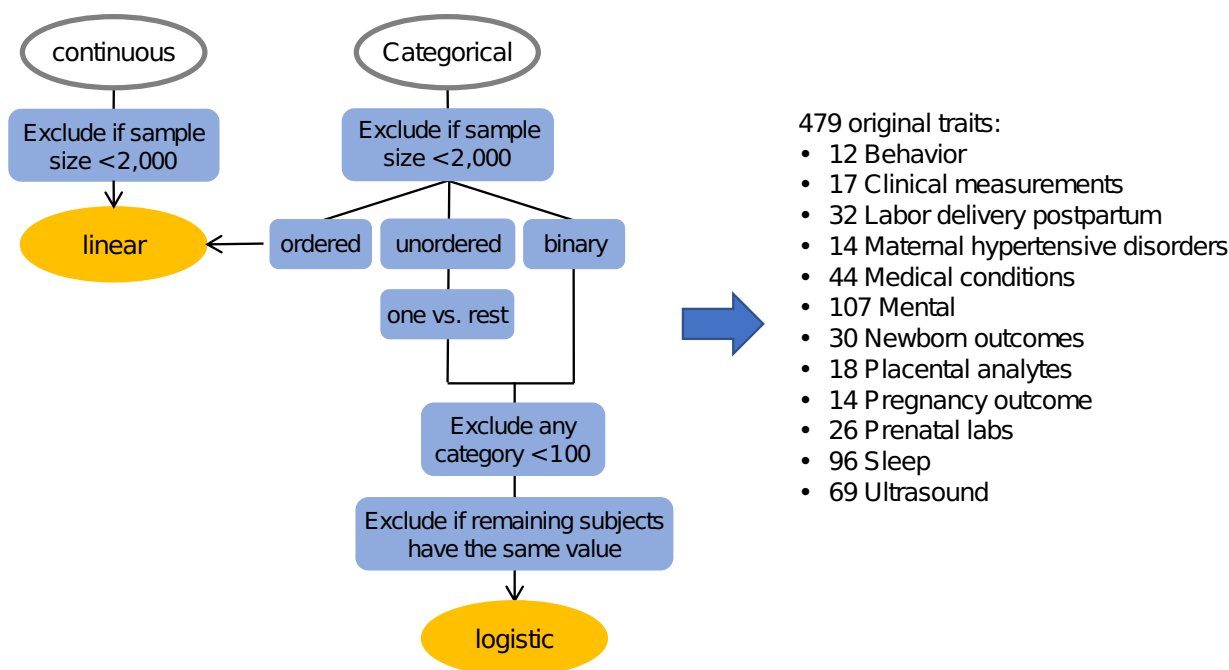 continuous
Categorical
Exclude if sample
size <2,000
Exclude if sample
size <2,000
linear
ordered
unordered
binary
one vs. rest
Exclude any
category <100
Exclude if remaining subjects
have the same value
logistic
479 original traits:
• 12 Behavior
• 17 Clinical measurements
• 32 Labor delivery postpartum
• 14 Maternal hypertensive disorders
• 44 Medical conditions
• 107 Mental
• 30 Newborn outcomes
• 18 Placental analytes
• 14 Pregnancy outcome
• 26 Prenatal labs
• 96 Sleep
• 69 Ultrasound